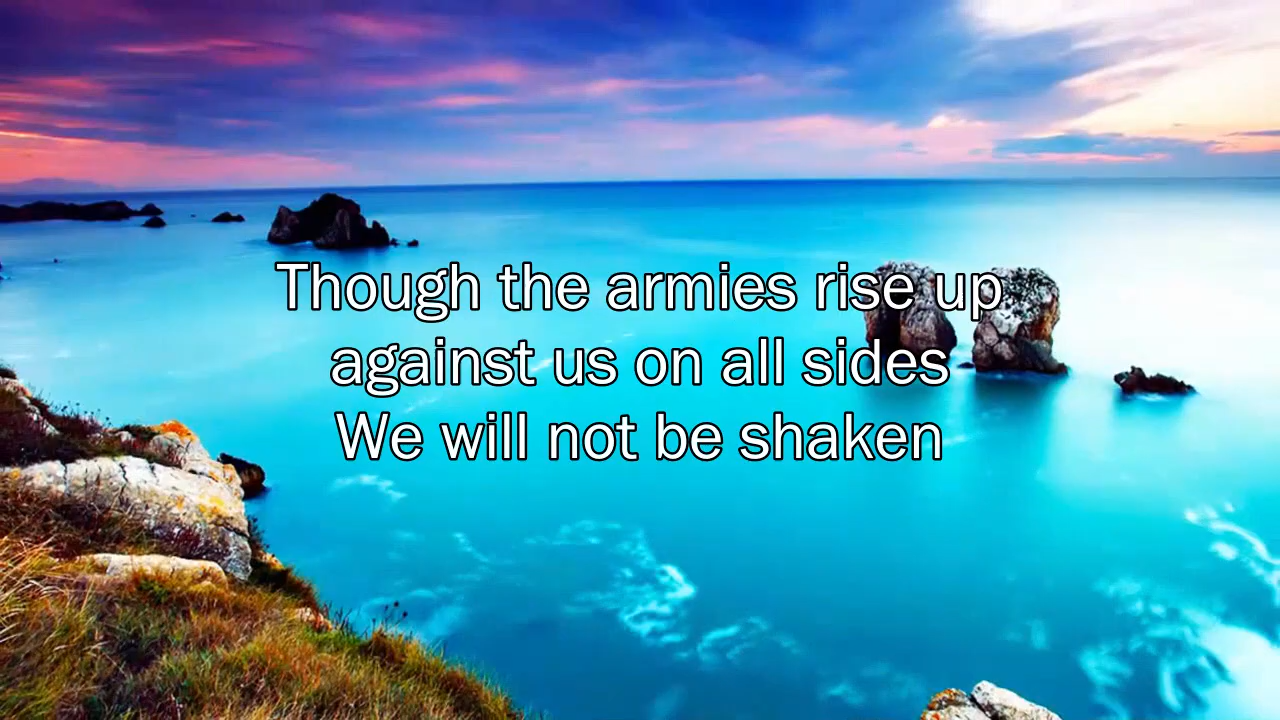 Though the armies rise up
against us on all sides
We will not be shaken